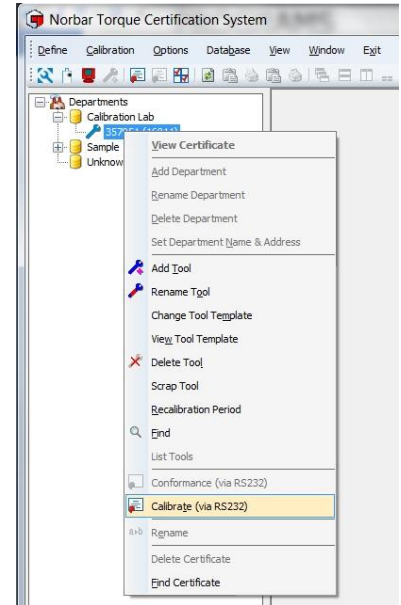 Norbar Torque Certification System
Define Calibration Options Database View Window Exit
Departments
Calibration Lab
Sample
Unknow
View Certificate
Add Department
Rename Department
Delete Department
Set Department Name & Address
Add Tool
Rename Tool
Change Tool Template
View Tool Template
Delete Tool
Scrap Tool
Recalibration Period
Find
List Tools
Conformance (via RS232)
Calibrate (via RS232)
Rename
Delete Certificate
Find Certificate